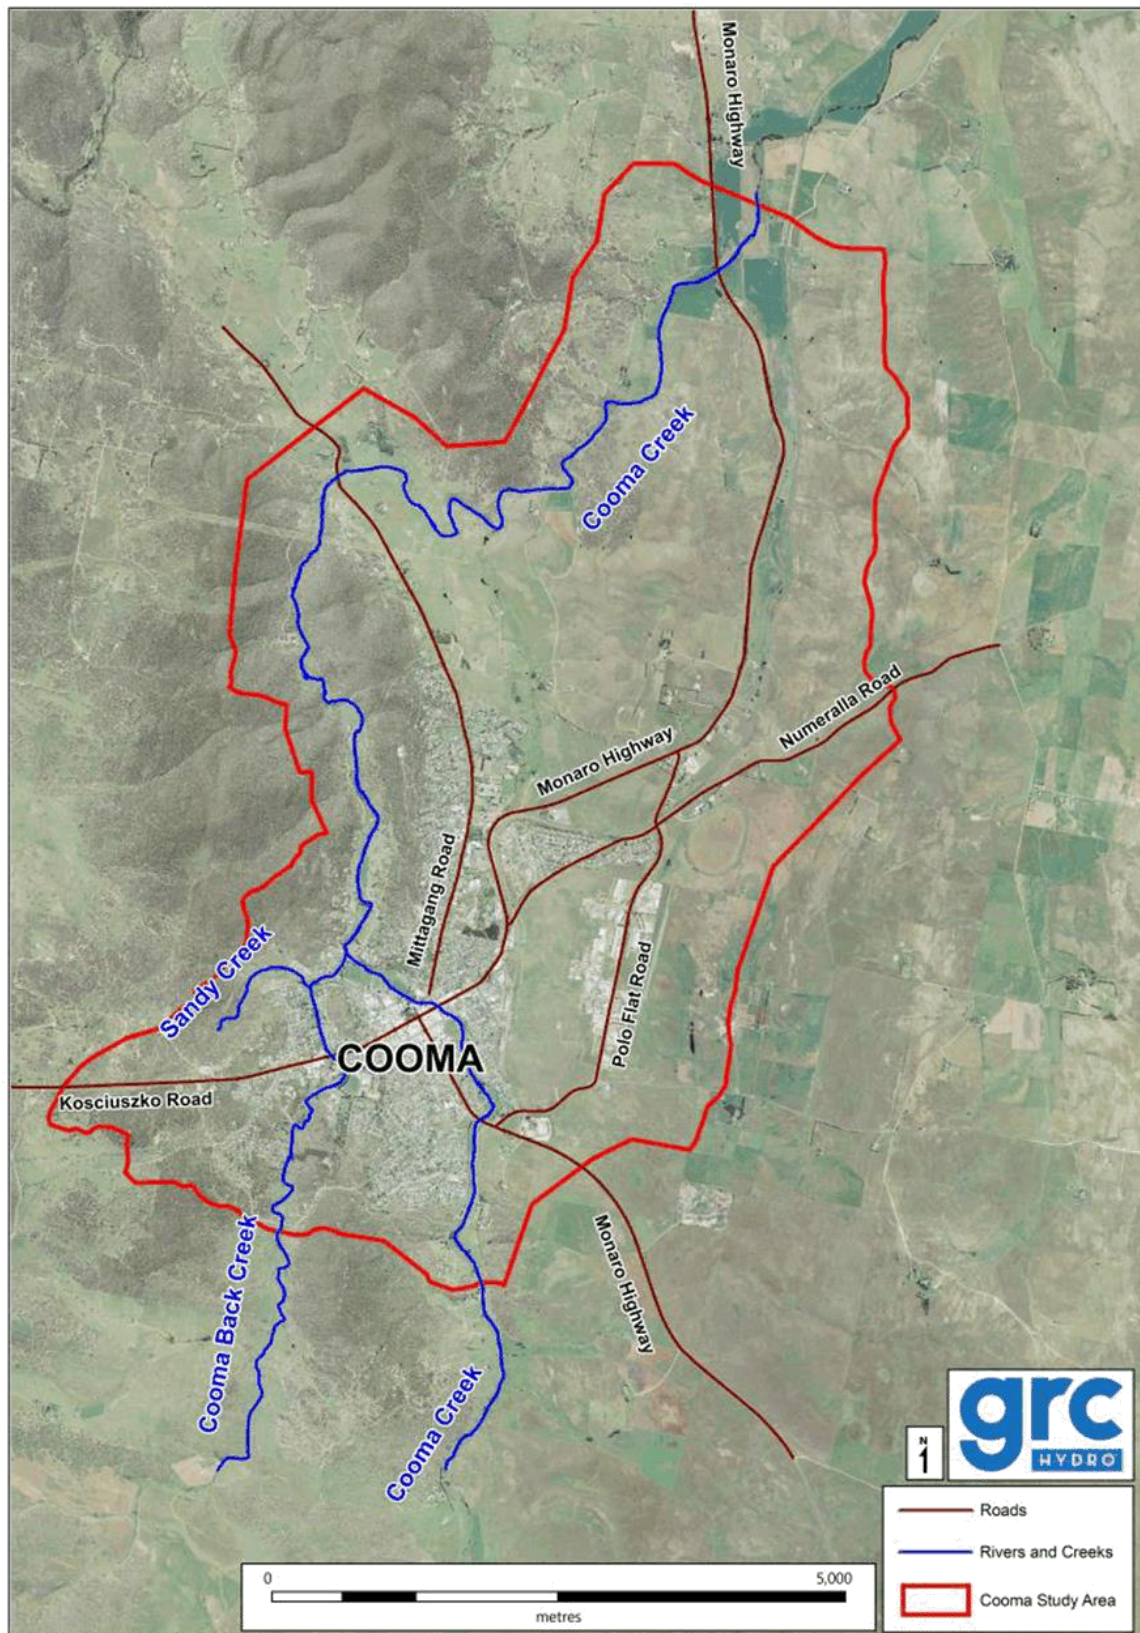 Monaro Highway
Cooma Creek
Numeralla Road
Monaro Highway
Mittagang Road
Sandy Creek
Polo Flat Road
COOMA
Kosciuszko Road
Cooma Back Creek
Monaro Highway
Cooma Creek
N
1
grc
HYDRO
Roads
Rivers and Creeks
Cooma Study Area
0 5,000
metres